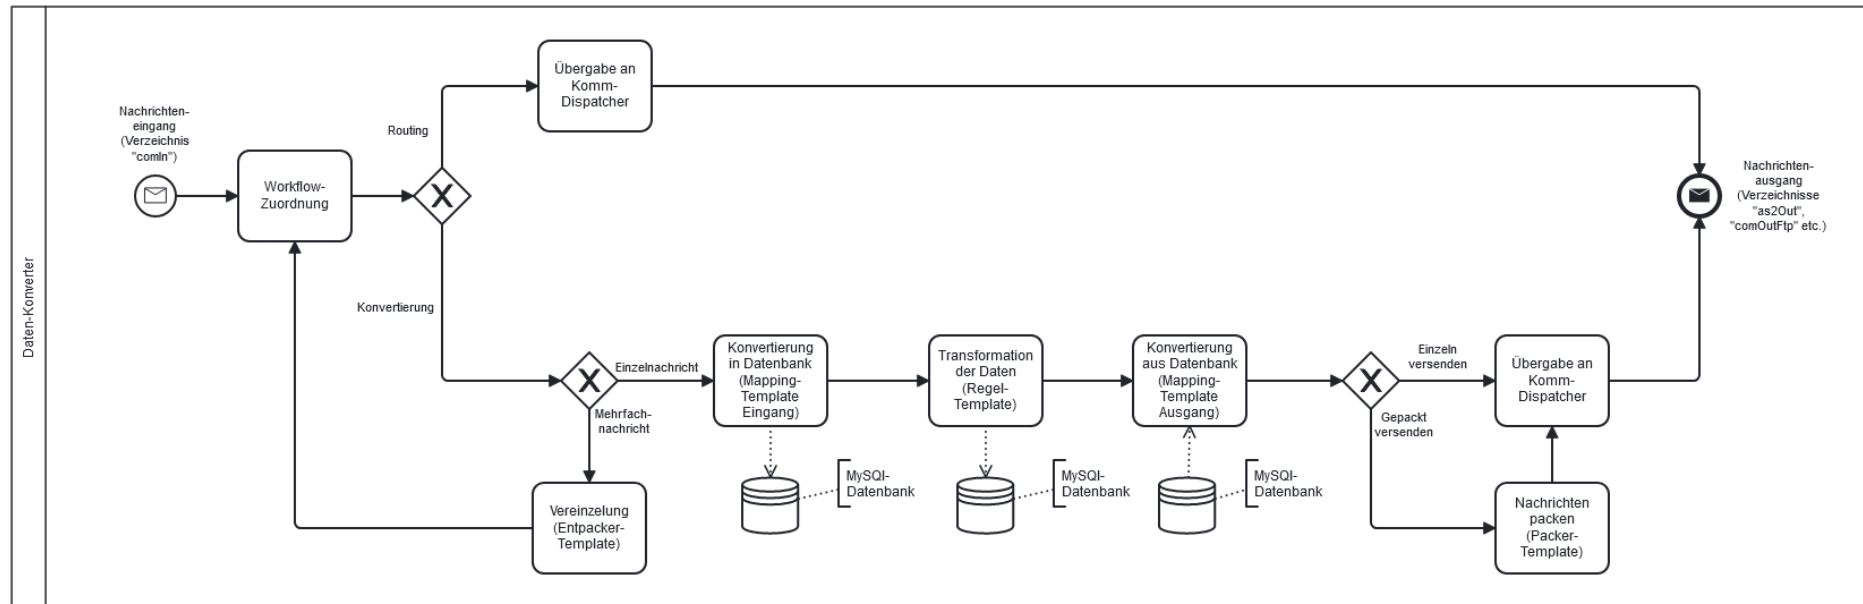 Daten-Konverter
Nachrichten-
eingang
(Verzeichnis
"comIn")
Workflow-
Zuordnung
Routing
Übergabe an
Komm-
Dispatcher
Nachrichten-
ausgang
(Verzeichnisse
"as2Out",
"comOutFtp" etc.)
Konvertierung
Einzelnachricht
Mehrfach-
nachricht
Vereinzelung
(Entpacker-
Template)
Konvertierung
in Datenbank
(Mapping-
Template
Eingang)
MySQl-
Datenbank
Transformation
der Daten
(Regel-
Template)
MySQl-
Datenbank
Konvertierung
aus Datenbank
(Mapping-
Template
Ausgang)
MySQl-
Datenbank
Einzeln
versenden
Gepackt
versenden
Übergabe an
Komm-
Dispatcher
Nachrichten
packen
(Packer-
Template)